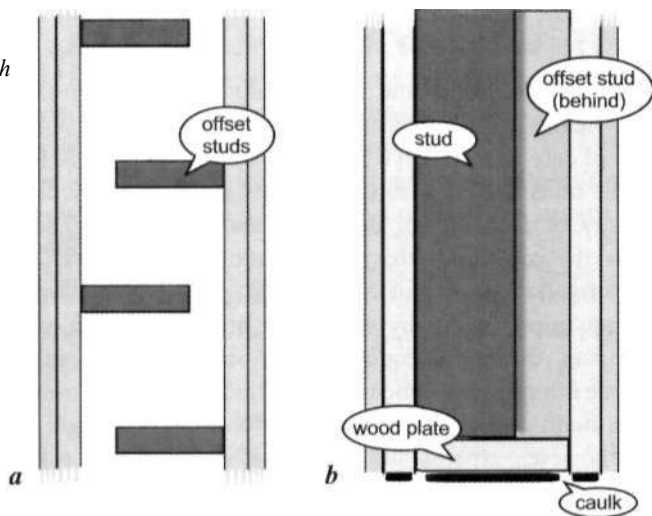 h
offset
studs
a
offset stud
(behind)
stud
wood plate
b
caulk